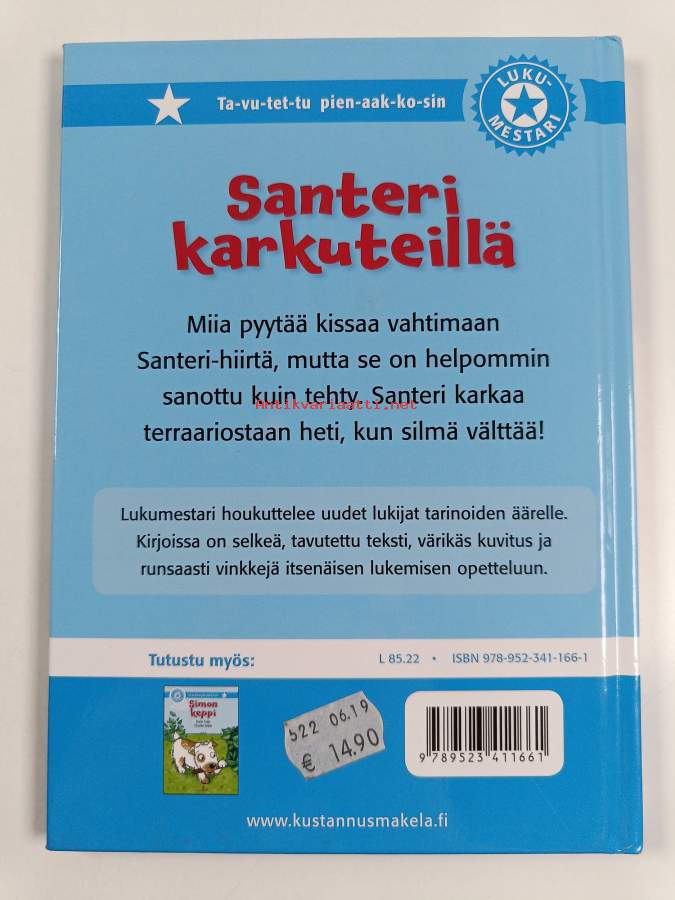 Ta-vu-tet-tu pien-aak-ko-sin
LUKU-
MESTARI
Santeri
karkuteillä
Miia pyytää kissaa vahtimaan
Santeri-hiirtä, mutta se on helpommin
sanottu kuin tehty. Santeri karkaa
Antikvariaatti.net
terraariostaan heti, kun silmä välttää!
Lukumestari houkuttelee uudet lukijat tarinoiden äärelle.
Kirjoissa on selkeä, tavutettu teksti, värikäs kuvitus ja
runsaasti vinkkejä itsenäisen lukemisen opetteluun.
Tutustu myös:
L 85.22 • ISBN 978-952-341-166-1
Simon
keppi
522 06.19
€ 14.90
9 789523 411661
www.kustannusmakela.fi